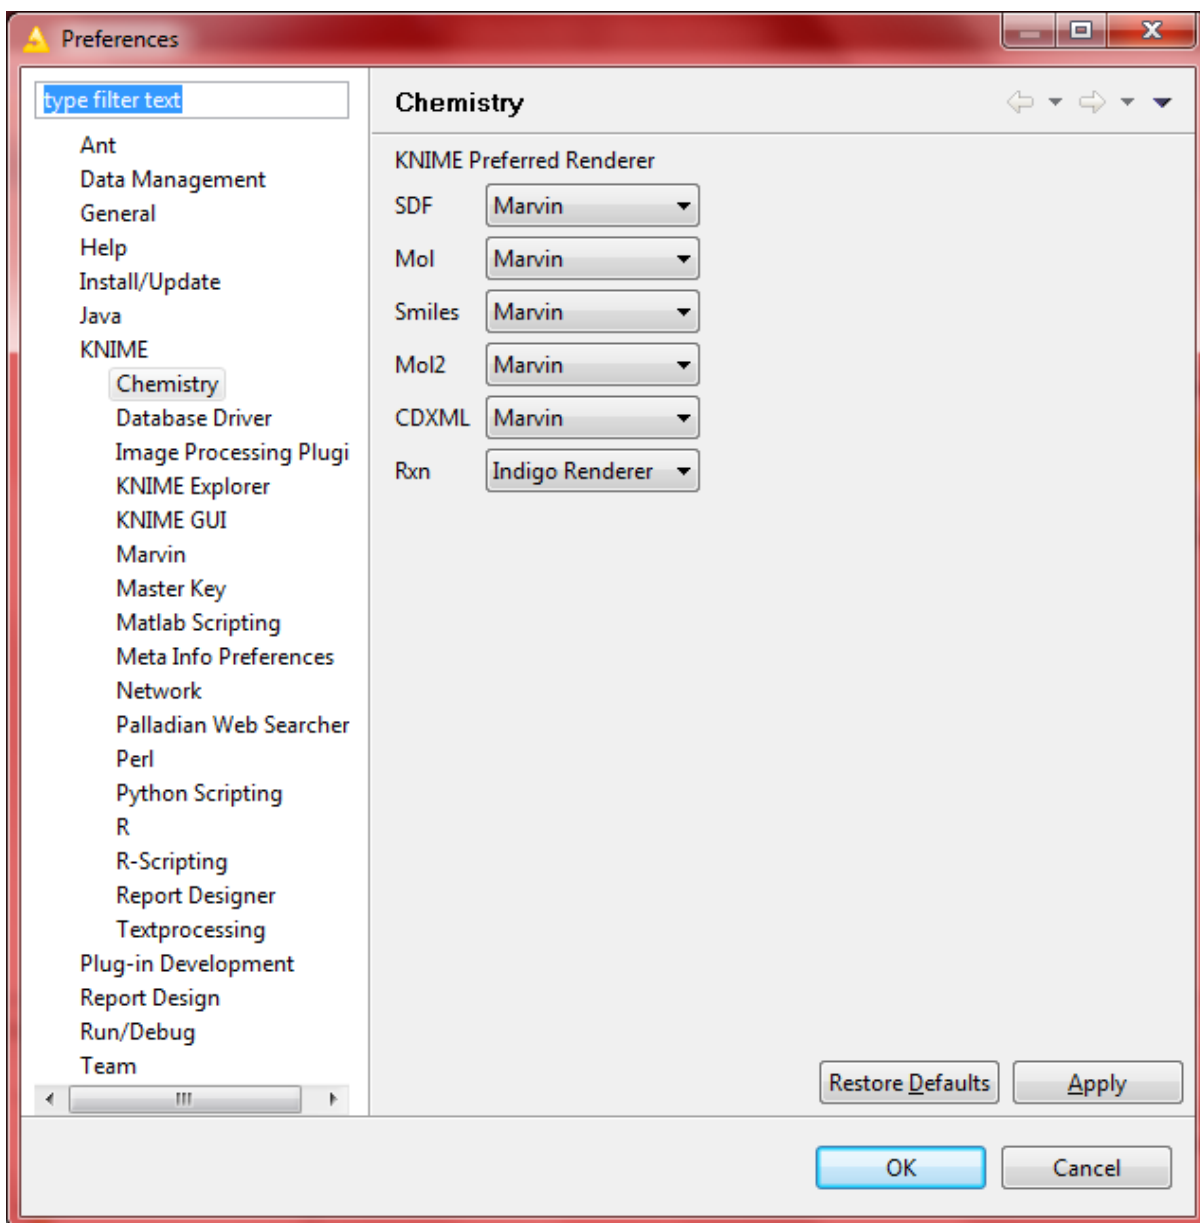 Preferences
type filter text
Ant
Data Management
General
Help
Install/Update
Java
KNIME
Chemistry
Database Driver
Image Processing Plugi
KNIME Explorer
KNIME GUI
Marvin
Master Key
Matlab Scripting
Meta Info Preferences
Network
Palladian Web Searcher
Perl
Python Scripting
R
R-Scripting
Report Designer
Textprocessing
Plug-in Development
Report Design
Run/Debug
Team
Chemistry
KNIME Preferred Renderer
SDF Marvin
Mol Marvin
Smiles Marvin
Mol2 Marvin
CDXML Marvin
Rxn Indigo Renderer
Restore Defaults Apply
OK Cancel